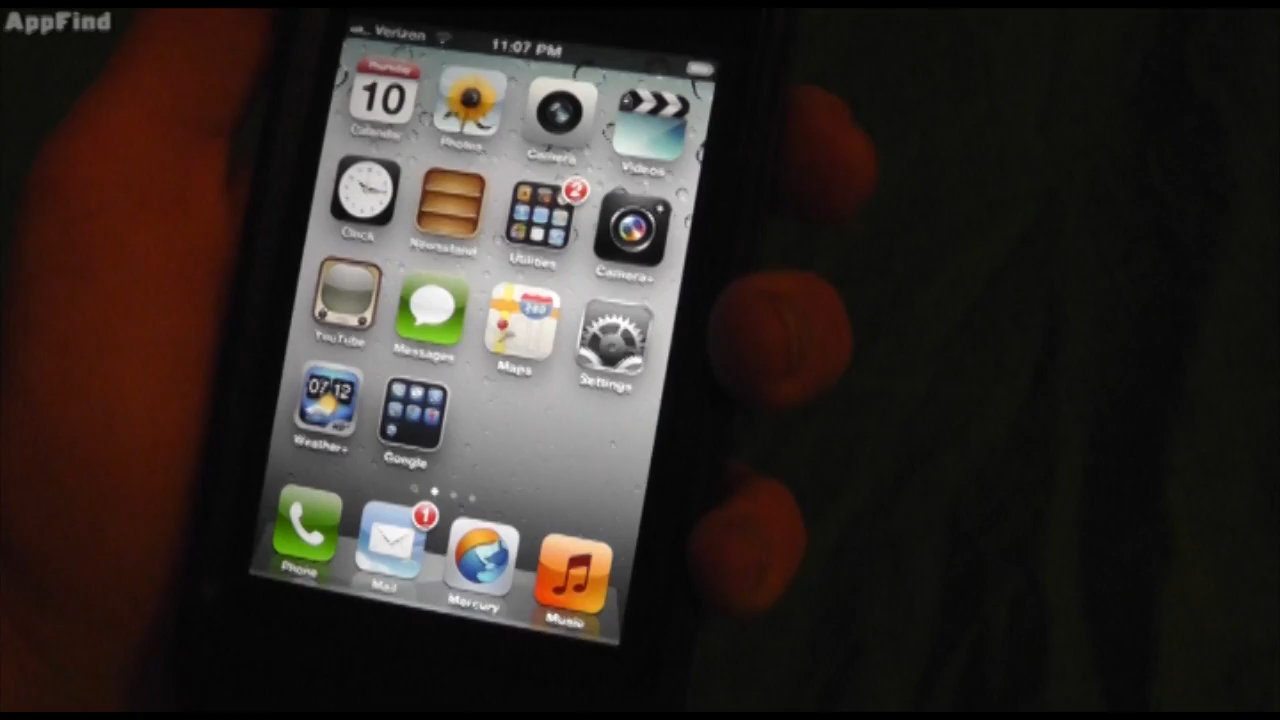 AppFind
Verizon 11:07 PM
Thursday
10
Calendar Photos Camera Videos
2
Clock Newsstand Utilities Camera+
280
YouTube Messages Maps Settings
07 12
Weather+ Google
1
Phone Mail Mercury Music